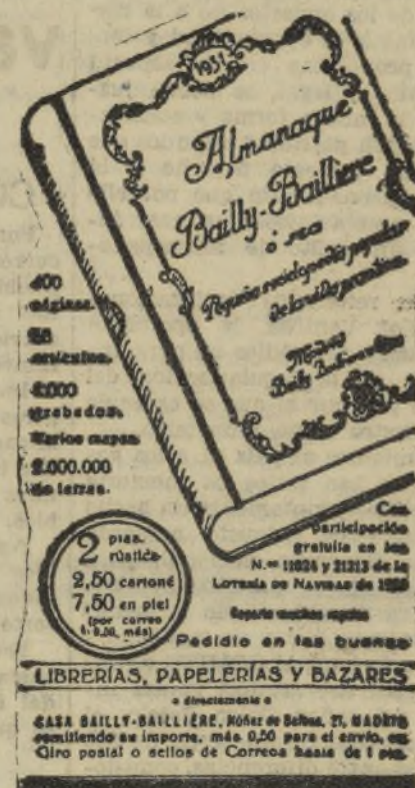 1931
Almanaque
Bailly-Bailliere
ó sea
Pequeña enciclopedia popular
de la vida práctica
Madrid
400
páginas.
artículos.
grabados.
Varios mapas
2.000.000
de letras.
Con
participación
gratuita en los
N.os 11024 y 21213 de la
LOTERÍA DE NAVIDAD de
2 ptas.
rústica
2,50 cartoné
7,50 en piel
(por correo
más)
Reparte muchos regalos
Pedidlo en las buenas
LIBRERÍAS, PAPELERÍAS Y BAZARES
o directamente a
CASA BAILLY-BAILLIÈRE, Núñez de Balboa, 21, MADRID
remitiendo su importe, más 0,50 para el envío, en
Giro postal o sellos de Correos hasta de 1 pta.